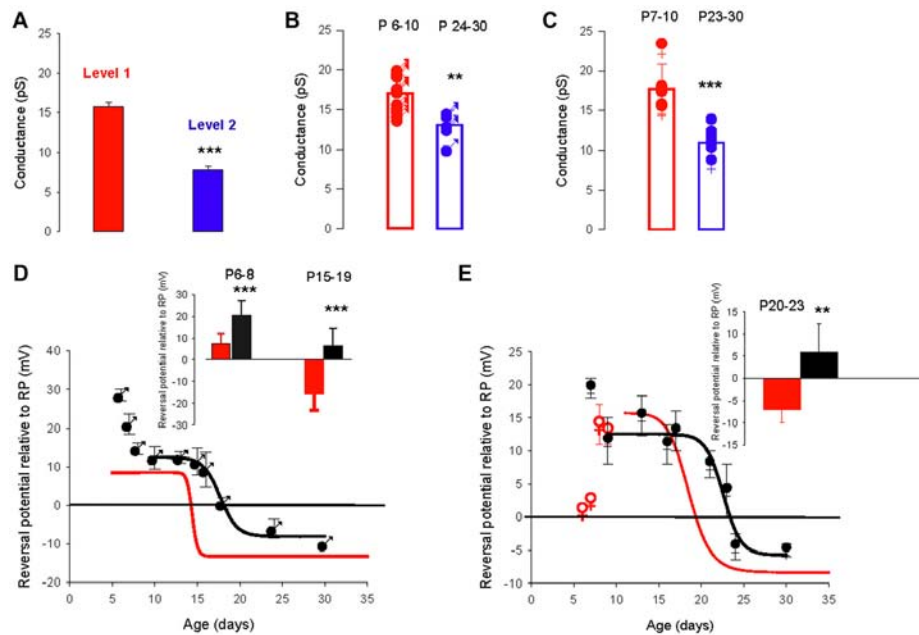 A
B
C
P 6-10 P 24-30
P7-10 P23-30
Level 1
Level 2
***
**
***
Conductance (pS)
30
25
20
15
10
5
0
Conductance (pS)
30
25
20
15
10
5
0
Conductance (pS)
30
25
20
15
10
5
0
D
P6-8
P15-19
***
***
Reversal potential relative to RP (mV)
30
20
10
0
-10
-20
-30
Reversal potential relative to RP (mV)
40
30
20
10
0
-10
-20
0 5 10 15 20 25 30 35
Age (days)
E
P20-23
**
Reversal potential relative to RP (mV)
15
10
5
0
-5
-10
-15
Reversal potential relative to RP (mV)
25
20
15
10
5
0
-5
-10
0 5 10 15 20 25 30 35
Age (days)